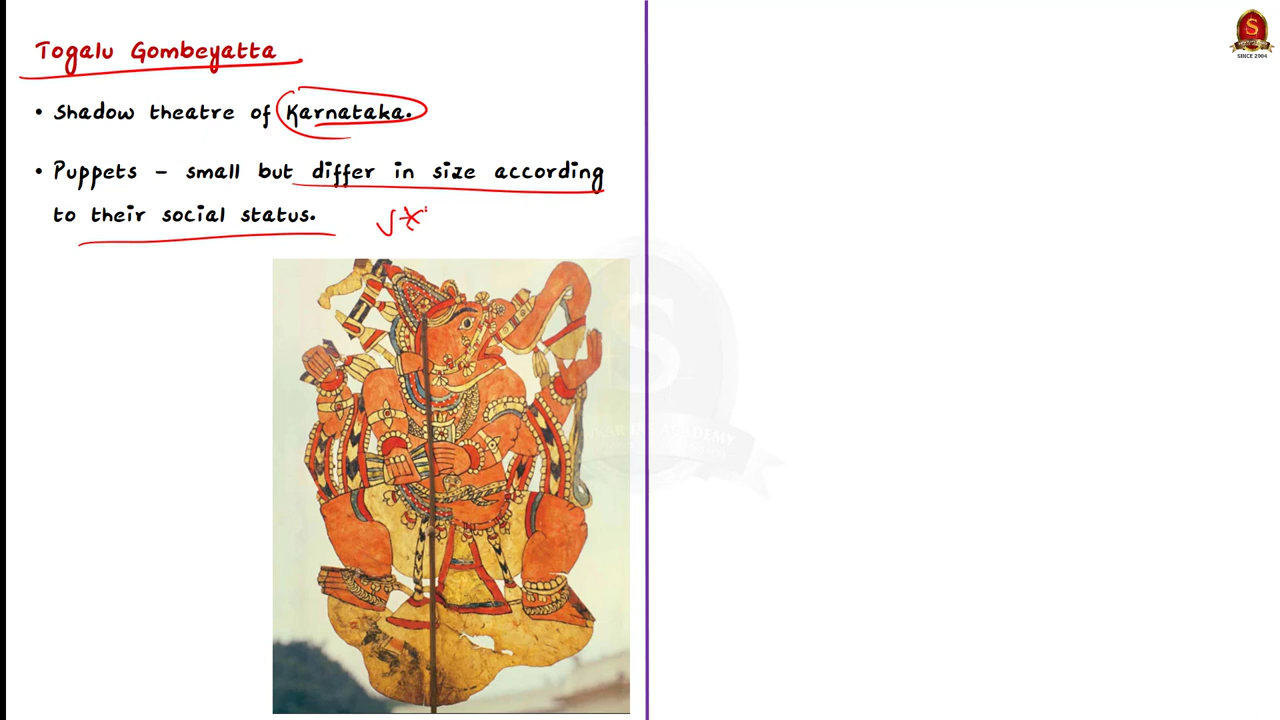 Togalu Gombeyatta
• Shadow theatre of Karnataka.
• Puppets – small but differ in size according
to their social status.
S
SINCE 2004
S